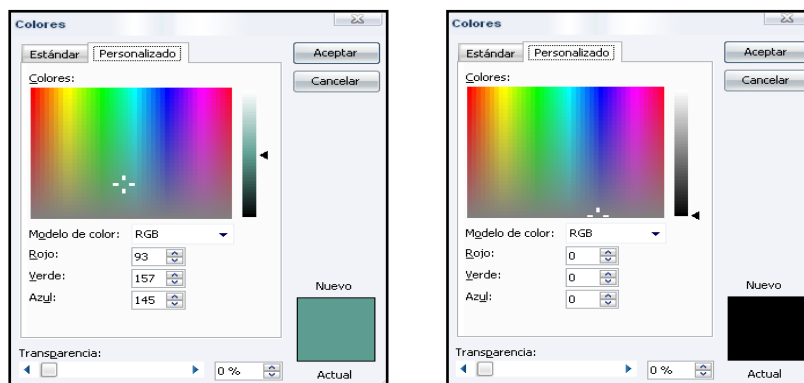 Colores
Estándar Personalizado Aceptar
Colores: Cancelar
Modelo de color: RGB
Rojo: 93
Verde: 157
Azul: 145
Nuevo
Transparencia:
0 % Actual
Colores
Estándar Personalizado Aceptar
Colores: Cancelar
Modelo de color: RGB
Rojo: 0
Verde: 0
Azul: 0
Nuevo
Transparencia:
0 % Actual